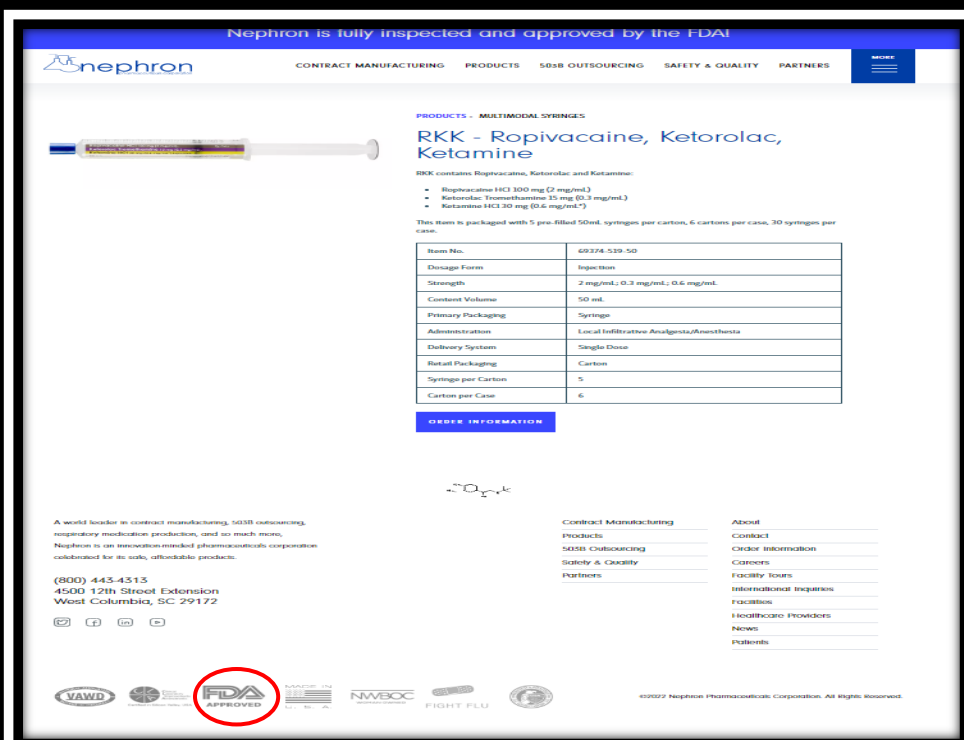 Nephron is fully inspected and approved by the FDA!
nephron
CONTRACT MANUFACTURING PRODUCTS 503B OUTSOURCING SAFETY & QUALITY PARTNERS MORE
PRODUCTS - MULTIMODAL SYRINGES
RKK - Ropivacaine, Ketorolac,
Ketamine
RKK contains Ropivacaine, Ketorolac and Ketamine:
Ropivacaine HCl 100 mg (2 mg/mL)
Ketorolac Tromethamine 15 mg (0.3 mg/mL)
Ketamine HCl 30 mg (0.6 mg/mL*)
This item is packaged with 5 pre-filled 50mL syringes per carton, 6 cartons per case, 30 syringes per
case.
Item No. 69374-539-50
Dosage Form Injection
Strength 2 mg/mL; 0.3 mg/mL; 0.6 mg/mL
Content Volume 50 mL
Primary Packaging Syringe
Administration Local Infiltrative Analgesia/Anesthesia
Delivery System Single Dose
Retail Packaging Carton
Syringe per Carton 5
Carton per Case 6
ORDER INFORMATION
A world leader in contract manufacturing, 503B outsourcing,
respiratory medication production, and so much more,
Nephron is an innovation-minded pharmaceuticals corporation
celebrated for its safe, affordable products.
(800) 443-4313
4500 12th Street Extension
West Columbia, SC 29172
Contract Manufacturing
Products
503B Outsourcing
Safety & Quality
Partners
About
Contact
Order Information
Careers
Facility Tours
International Inquiries
Facilities
Healthcare Providers
News
Patients
VAWD
FDA
APPROVED
MADE IN
U. S. A.
NWBOC
FIGHT FLU
©2022 Nephron Pharmaceuticals Corporation. All Rights Reserved.